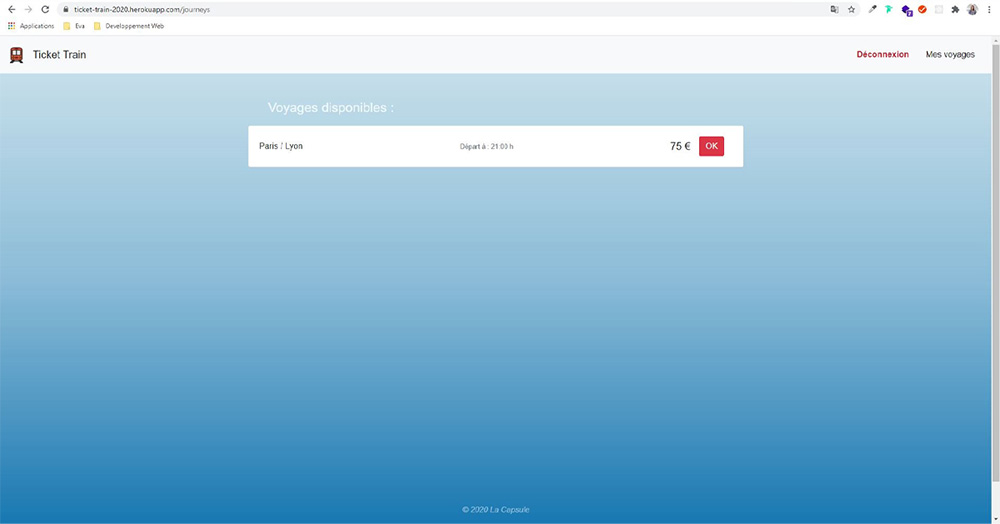 ticket-train-2020.herokuapp.com/journeys
Applications Eva Developpement Web
Ticket Train Déconnexion Mes voyages
Voyages disponibles :
Paris / Lyon Départ à : 21:00 h 75 € OK
© 2020 La Capsule